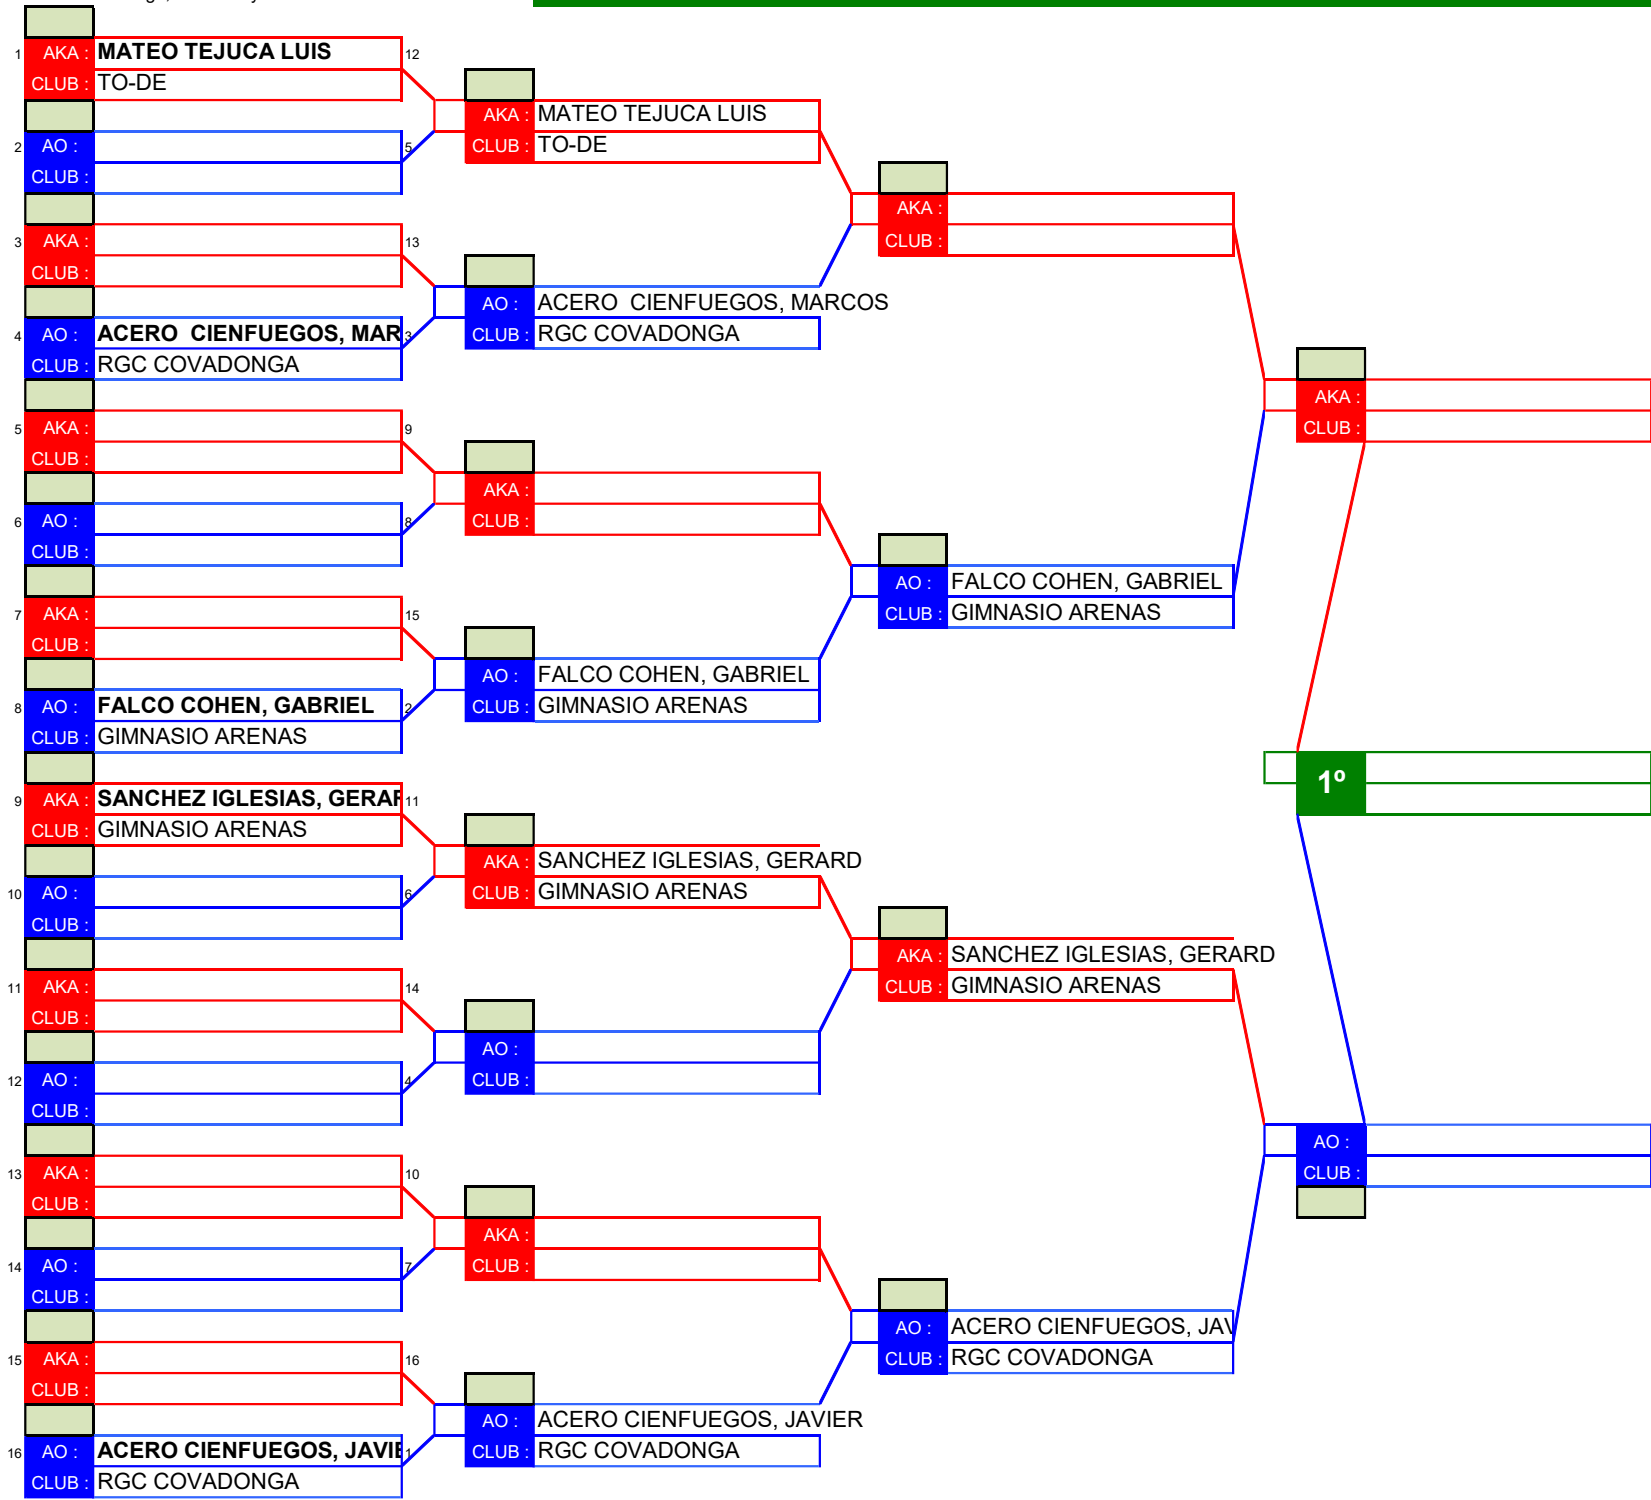 1 AKA : MATEO TEJUCA LUIS 12
CLUB : TO-DE
2 AO : 5
CLUB :
3 AKA : 13
CLUB :
4 AO : ACERO  CIENFUEGOS, MAR 3
CLUB : RGC COVADONGA
5 AKA : 9
CLUB :
6 AO : 8
CLUB :
7 AKA : 15
CLUB :
8 AO : FALCO COHEN, GABRIEL 2
CLUB : GIMNASIO ARENAS
9 AKA : SANCHEZ IGLESIAS, GERAR 11
CLUB : GIMNASIO ARENAS
10 AO : 6
CLUB :
11 AKA : 14
CLUB :
12 AO : 4
CLUB :
13 AKA : 10
CLUB :
14 AO : 7
CLUB :
15 AKA : 16
CLUB :
16 AO : ACERO CIENFUEGOS, JAVIE 1
CLUB : RGC COVADONGA
AKA : MATEO TEJUCA LUIS
CLUB : TO-DE
AO : ACERO  CIENFUEGOS, MARCOS
CLUB : RGC COVADONGA
AKA :
CLUB :
AO : FALCO COHEN, GABRIEL
CLUB : GIMNASIO ARENAS
AKA : SANCHEZ IGLESIAS, GERARD
CLUB : GIMNASIO ARENAS
AO :
CLUB :
AKA :
CLUB :
AO : ACERO CIENFUEGOS, JAVIER
CLUB : RGC COVADONGA
AKA :
CLUB :
AO : FALCO COHEN, GABRIEL
CLUB : GIMNASIO ARENAS
AKA : SANCHEZ IGLESIAS, GERARD
CLUB : GIMNASIO ARENAS
AO : ACERO CIENFUEGOS, JAV
CLUB : RGC COVADONGA
AKA :
CLUB :
1º
AO :
CLUB :